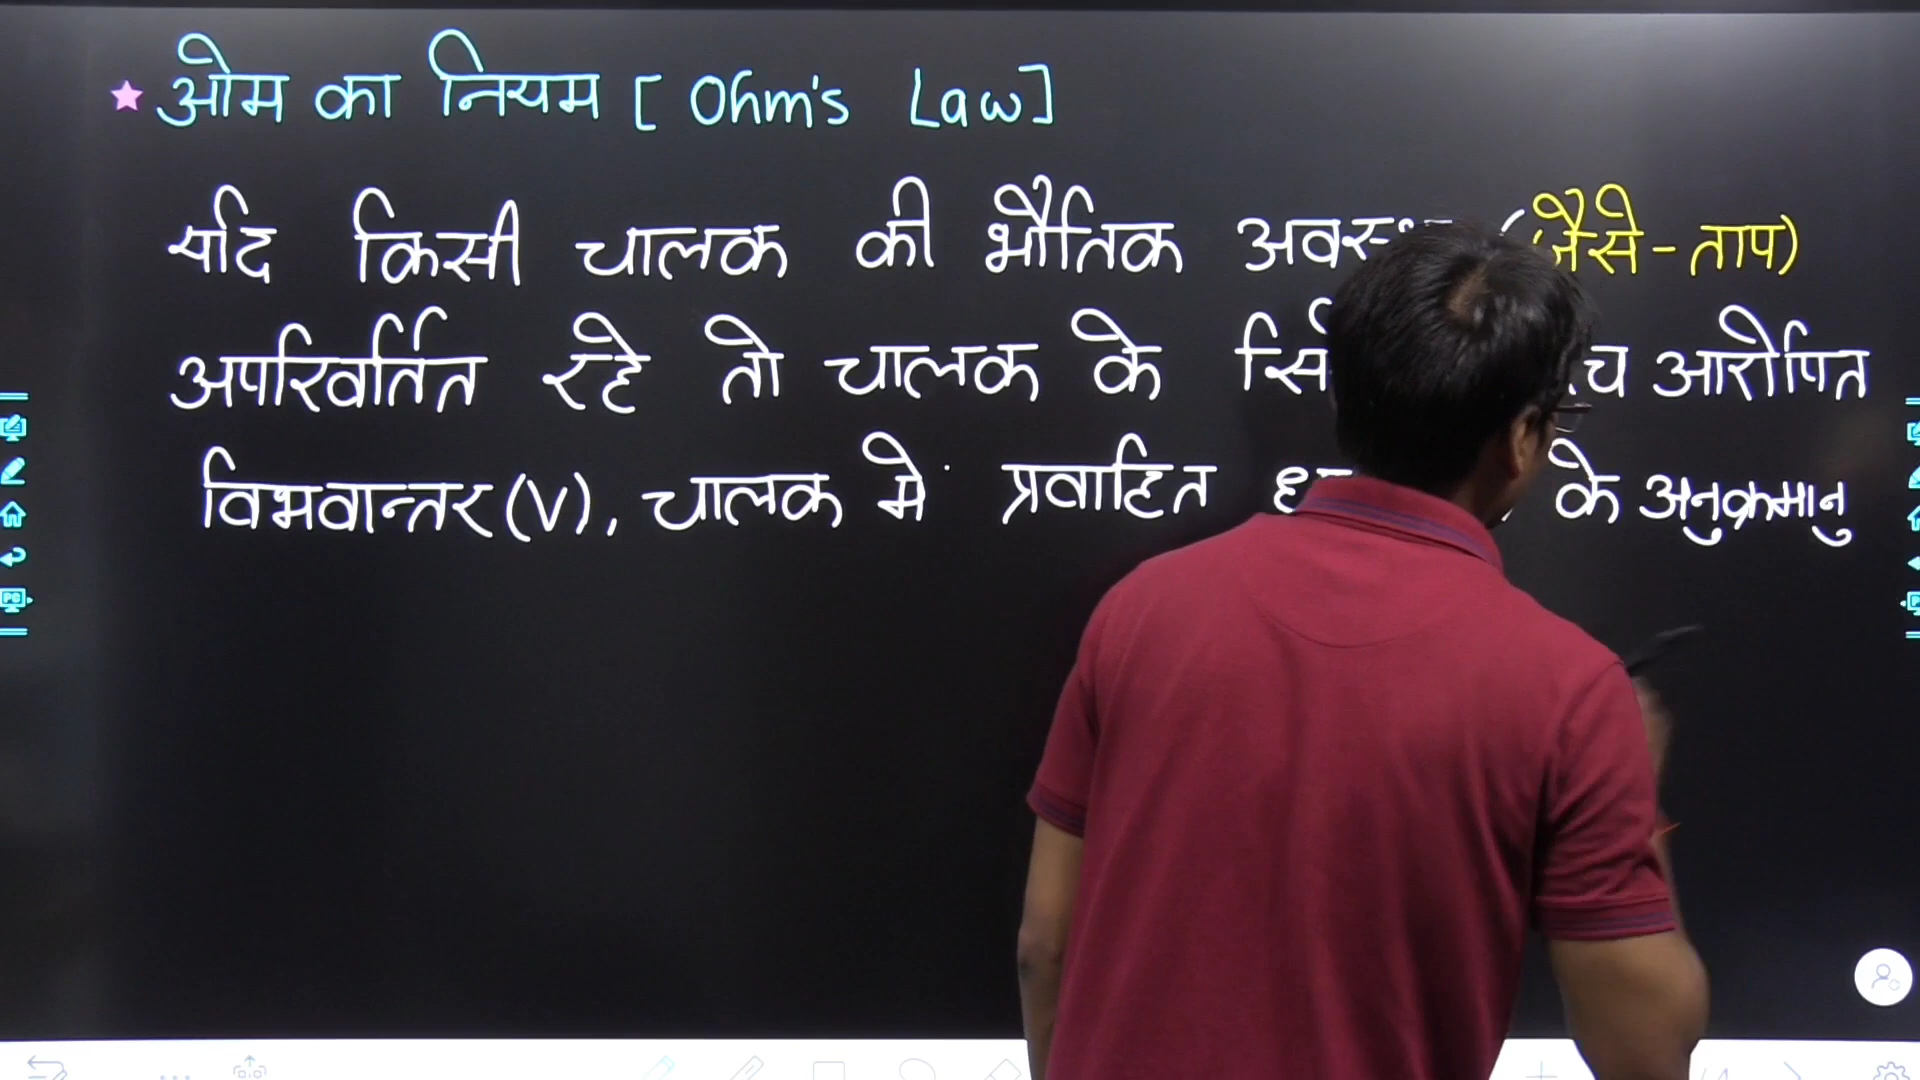 ★ ओम का नियम [ Ohm's Law ]
यदि किसी चालक की भौतिक (जैसे - ताप)
अपरिवर्तित रहे तो चालक के आरोपित
विभवान्तर (V), चालक में प्रवाहित के अनुक्रमानु